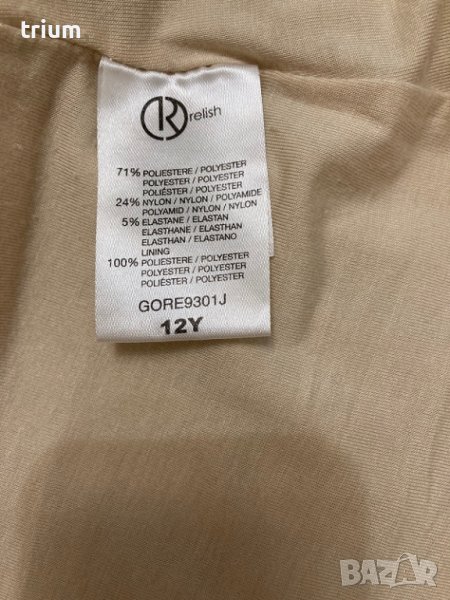 trium
R relish
71% POLIESTERE / POLYESTER
POLYESTER / POLYESTER
POLIÉSTER / POLYESTER
24% NYLON / NYLON / POLYAMIDE
POLYAMID / NYLON / NYLON
5% ELASTANE / ELASTAN
ELASTHANE / ELASTHAN
ELASTHAN / ELASTANO
LINING
100% POLIESTERE / POLYESTER
POLYESTER / POLYESTER
POLIÉSTER / POLYESTER
GORE9301J
12Y
BAZAR